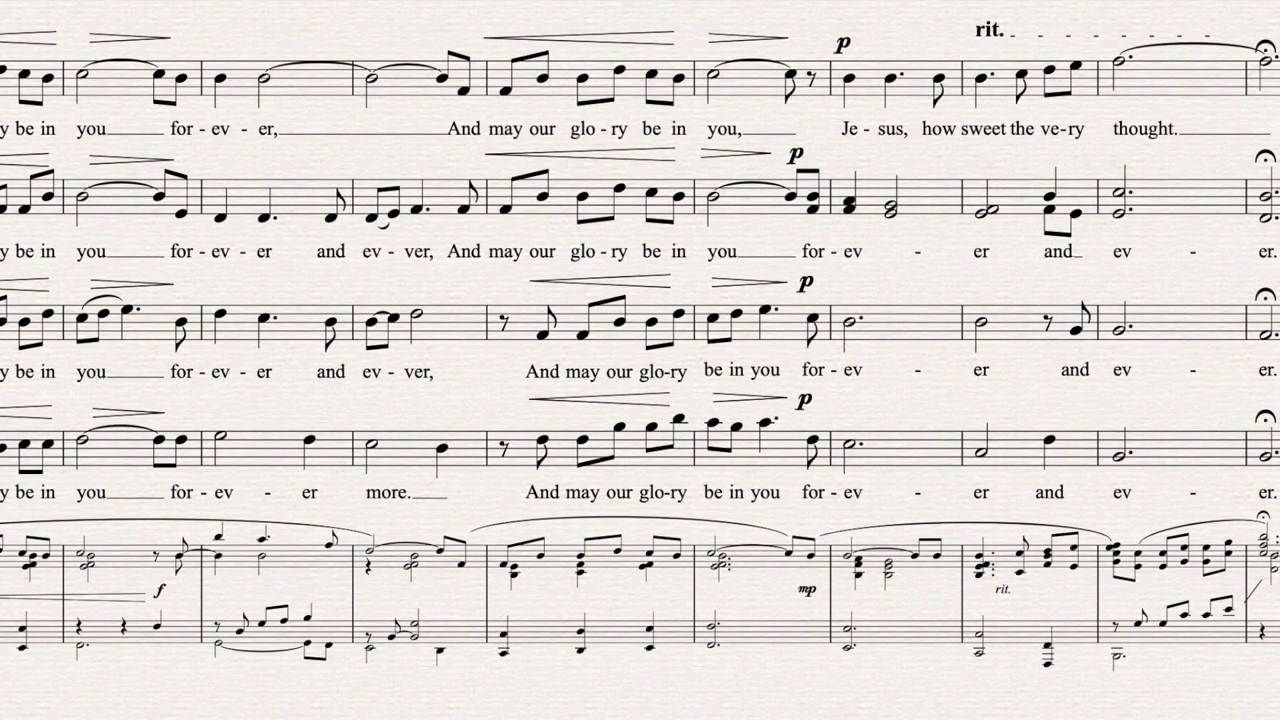 rit.
p
y be in you for - ev - er, And may our glo - ry be in you, Je - sus, how sweet the ve - ry thought.
p
y be in you for - ev - er and ev - ver, And may our glo - ry be in you for - ev - er and ev - er.
p
y be in you for - ev - er and ev - ver, And may our glo-ry be in you for - ev - er and ev - er.
p
y be in you for - ev - er more. And may our glo-ry be in you for - ev - er and ev - er.
f mp rit.